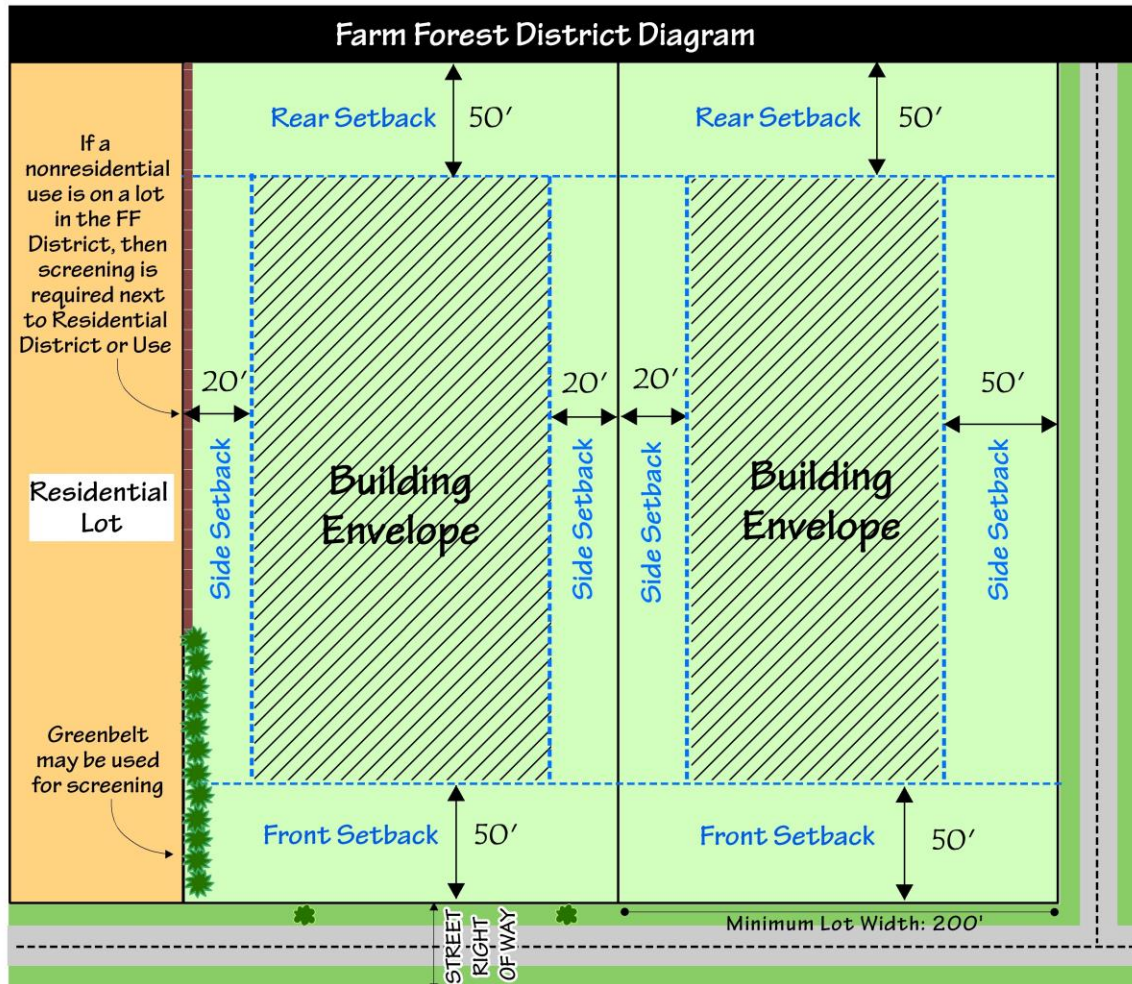 Farm Forest District Diagram
Rear Setback
50'
Rear Setback
50'
If a
nonresidential
use is on a lot
in the FF
District, then
screening is
required next
to Residential
District or Use
20'
20'
20'
50'
Side Setback
Building
Envelope
Side Setback
Side Setback
Building
Envelope
Side Setback
Residential
Lot
Greenbelt
may be used
for screening
Front Setback
50'
Front Setback
50'
STREET
RIGHT
OF WAY
Minimum Lot Width: 200'